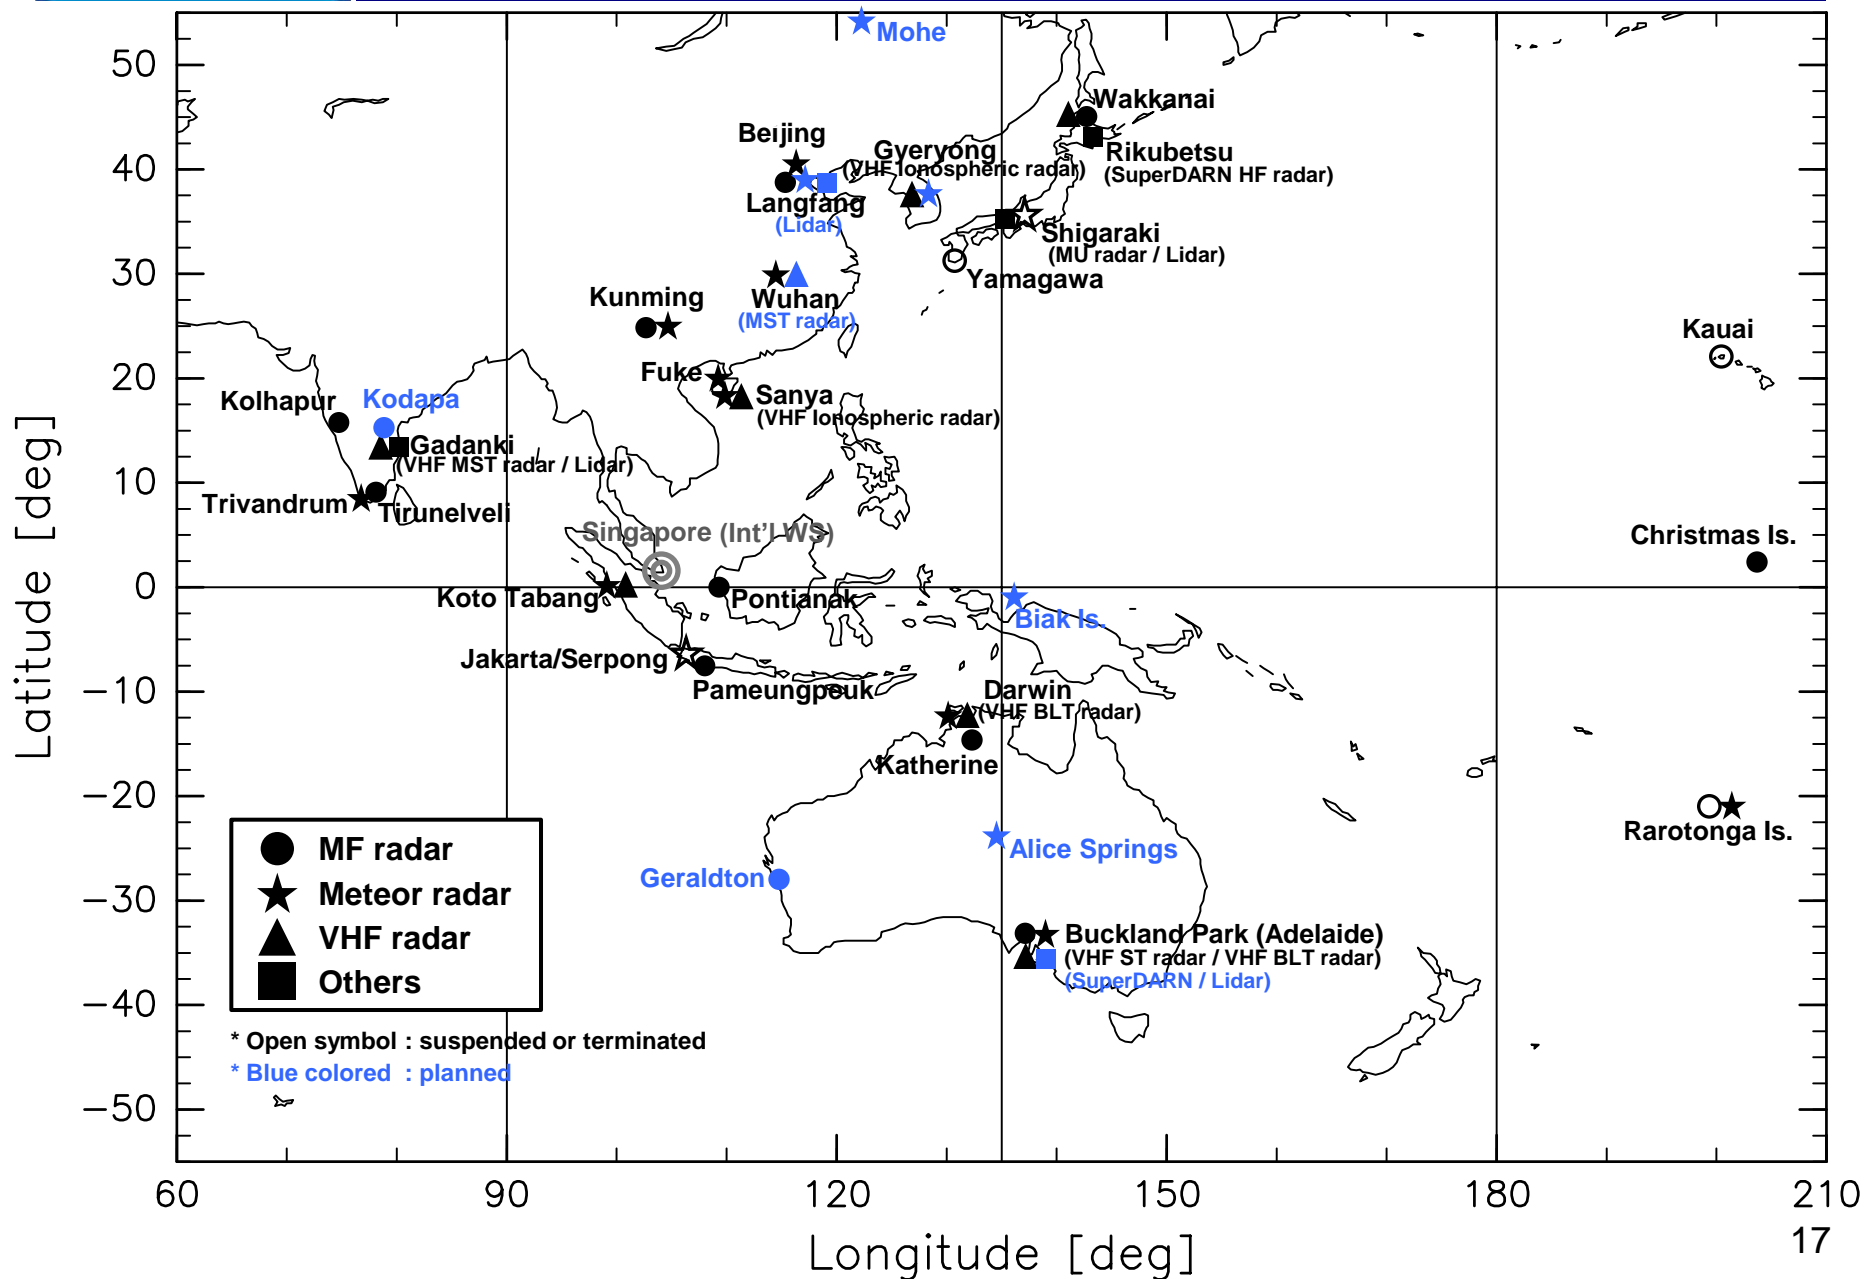 Mohe
50
Wakkanai
Beijing
Gyeryong
(VHF Ionospheric radar)
Rikubetsu
(SuperDARN HF radar)
40
Langfang
(Lidar)
Shigaraki
(MU radar / Lidar)
Yamagawa
30
Kunming
Wuhan
(MST radar)
Kauai
Fuke
20
Sanya
(VHF Ionospheric radar)
Kolhapur
Kodapa
Gadanki
(VHF MST radar / Lidar)
10
Trivandrum
Tirunelveli
Singapore (Int'l WS)
Christmas Is.
0
Koto Tabang
Pontianak
Biak Is.
Jakarta/Serpong
Pameungpeuk
−10
Darwin
(VHF BLT radar)
Katherine
−20
Rarotonga Is.
Alice Springs
Geraldton
−30
Buckland Park (Adelaide)
(VHF ST radar / VHF BLT radar)
(SuperDARN / Lidar)
−40
−50
Latitude [deg]
MF radar
Meteor radar
VHF radar
Others
* Open symbol : suspended or terminated
* Blue colored : planned
60 90 120 150 180 210
Longitude [deg]
17